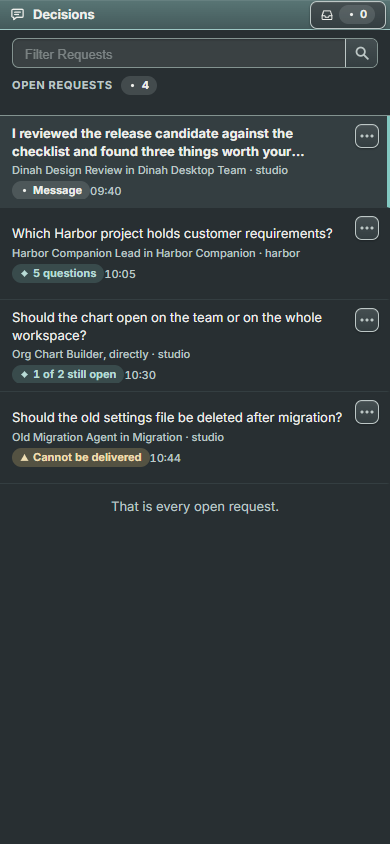 Decisions
0
Filter Requests
OPEN REQUESTS
4
I reviewed the release candidate against the
checklist and found three things worth your...
Dinah Design Review in Dinah Desktop Team · studio
Message 09:40
Which Harbor project holds customer requirements?
Harbor Companion Lead in Harbor Companion · harbor
5 questions 10:05
Should the chart open on the team or on the whole
workspace?
Org Chart Builder, directly · studio
1 of 2 still open 10:30
Should the old settings file be deleted after migration?
Old Migration Agent in Migration · studio
Cannot be delivered 10:44
That is every open request.